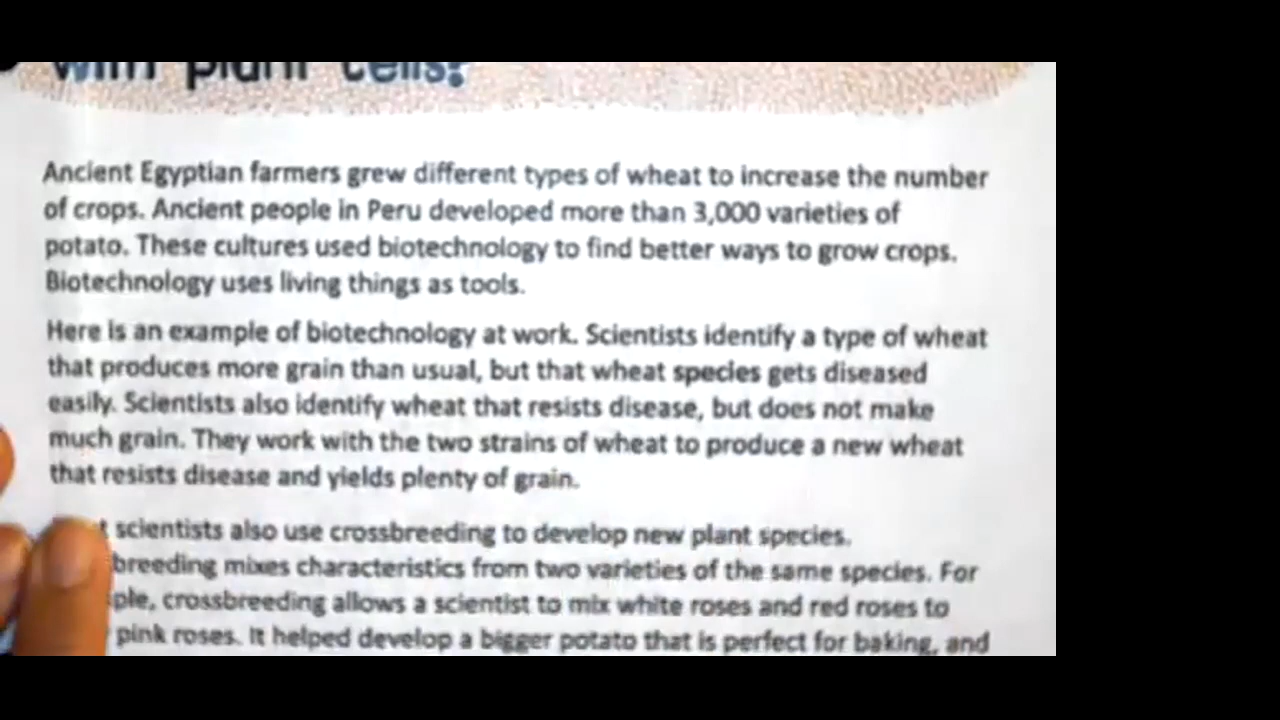 with plant cells?
Ancient Egyptian farmers grew different types of wheat to increase the number
of crops. Ancient people in Peru developed more than 3,000 varieties of
potato. These cultures used biotechnology to find better ways to grow crops.
Biotechnology uses living things as tools.
Here is an example of biotechnology at work. Scientists identify a type of wheat
that produces more grain than usual, but that wheat species gets diseased
easily. Scientists also identify wheat that resists disease, but does not make
much grain. They work with the two strains of wheat to produce a new wheat
that resists disease and yields plenty of grain.
scientists also use crossbreeding to develop new plant species.
breeding mixes characteristics from two varieties of the same species. For
ple, crossbreeding allows a scientist to mix white roses and red roses to
pink roses. It helped develop a bigger potato that is perfect for baking, and